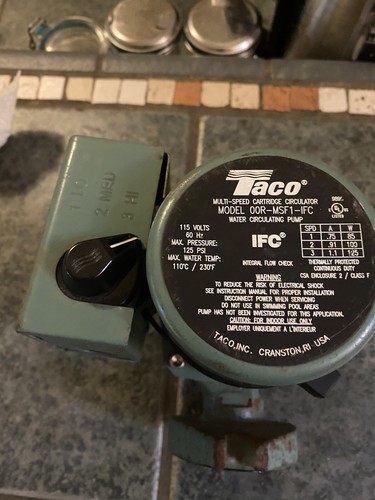 1 LO
2 MED
3 HI
Taco®
MULTI-SPEED CARTRIDGE CIRCULATOR
MODEL 00R-MSF1-IFC
WATER CIRCULATING PUMP
115 VOLTS
60 Hz
MAX. PRESSURE:
125 PSI
MAX. WATER TEMP:
110°C / 230°F
IFC®
INTEGRAL FLOW CHECK
UL
SPD A W
1 .75 85
2 .91 100
3 1.1 125
THERMALLY PROTECTED
CONTINUOUS DUTY
CSA ENCLOSURE 2 / CLASS F
WARNING
TO REDUCE THE RISK OF ELECTRICAL SHOCK
SEE INSTRUCTION MANUAL FOR PROPER INSTALLATION
DISCONNECT POWER WHEN SERVICING
DO NOT USE IN SWIMMING POOL AREAS
PUMP HAS NOT BEEN INVESTIGATED FOR THIS APPLICATION.
CAUTION: FOR INDOOR USE ONLY
EMPLOYER UNIQUEMENT A L'INTERIEUR
TACO, INC. CRANSTON, RI USA